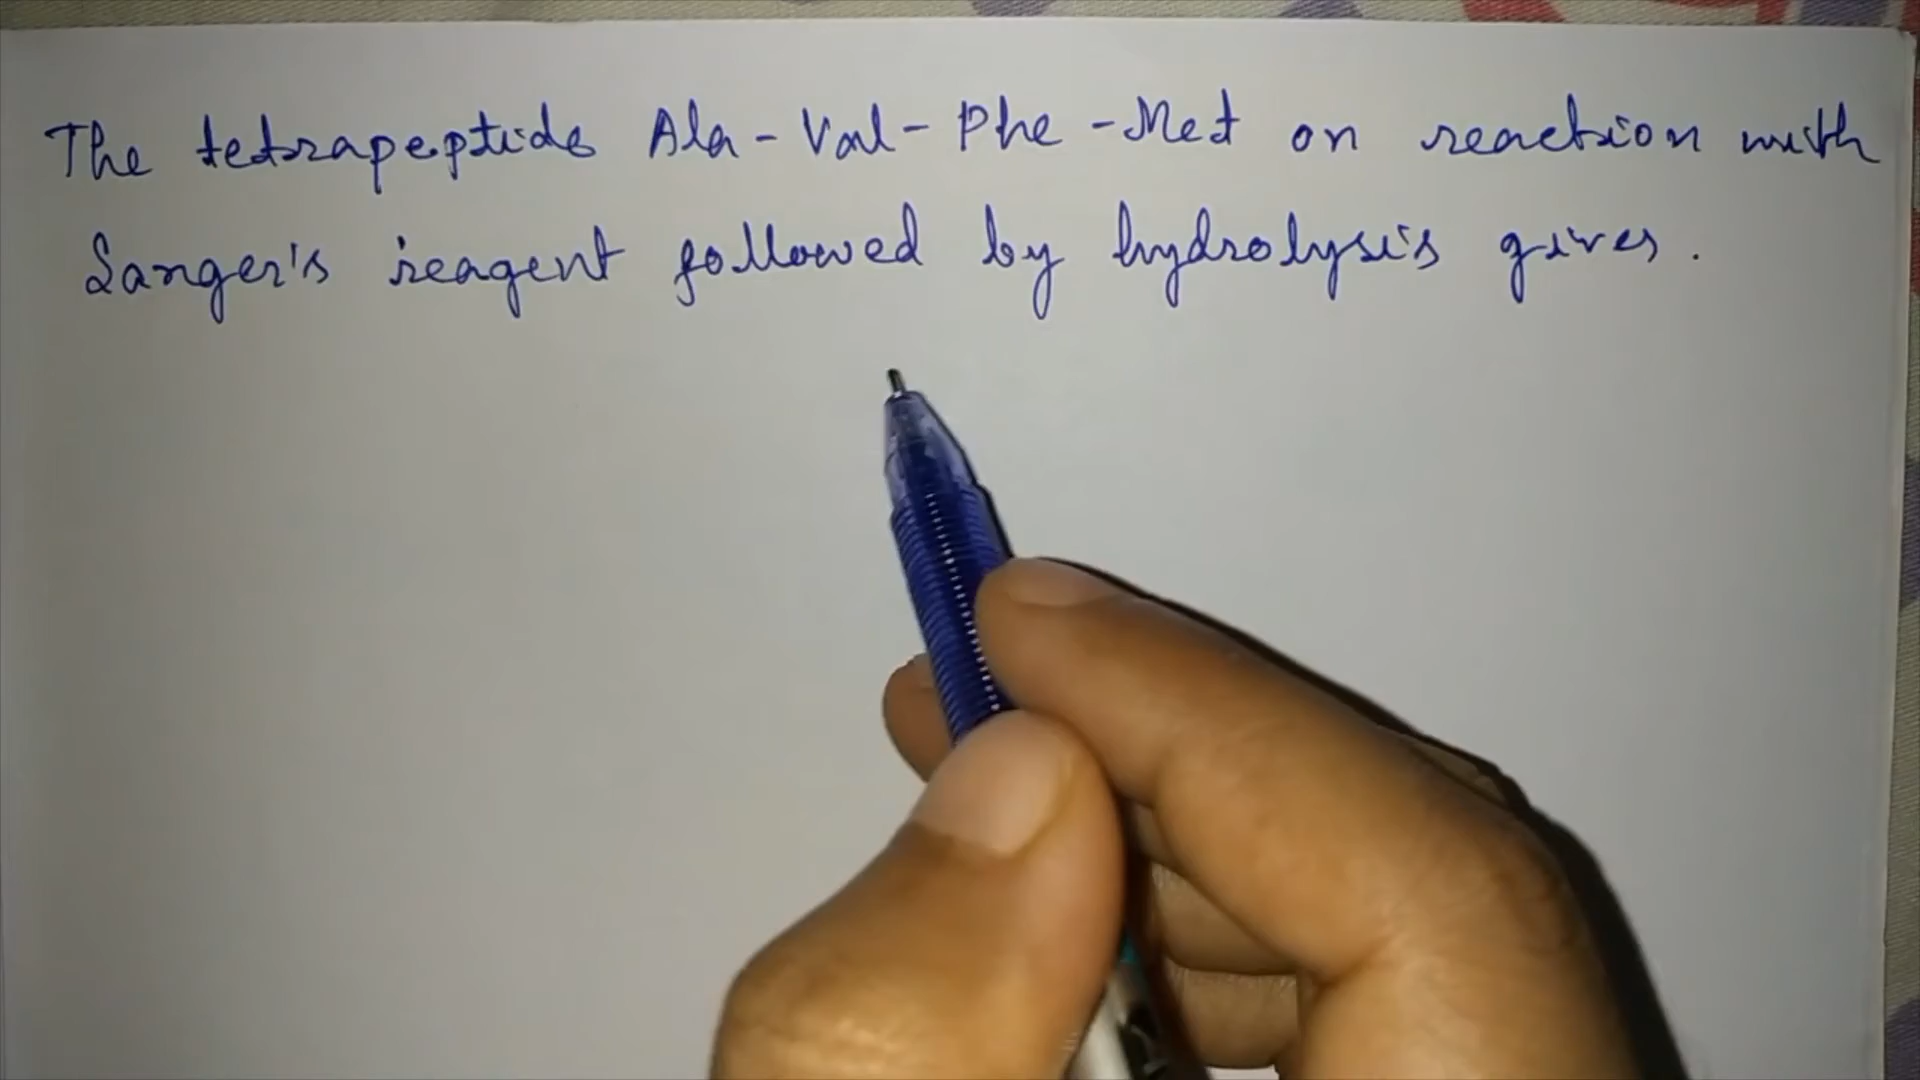 The tetrapeptide Ala - Val - Phe - Met on reaction with
Sanger's reagent followed by hydrolysis gives.